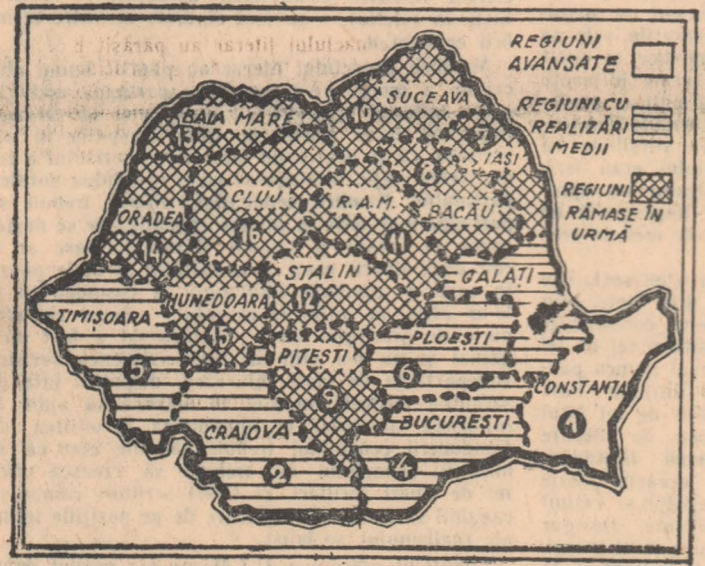 REGIUNI
AVANSATE
REGIUNI CU
REALIZĂRI
MEDII
REGIUNI
RĂMASE ÎN
URMĂ
SUCEAVA
10
BAIA MARE
13
7
IAȘI
8
CLUJ
16
R.A.M.
11
BACĂU
ORADEA
14
STALIN
12
GALAȚI
HUNEDOARA
15
TIMIȘOARA
5
PLOEȘTI
6
PITEȘTI
9
CONSTANȚA
1
BUCUREȘTI
4
CRAIOVA
2